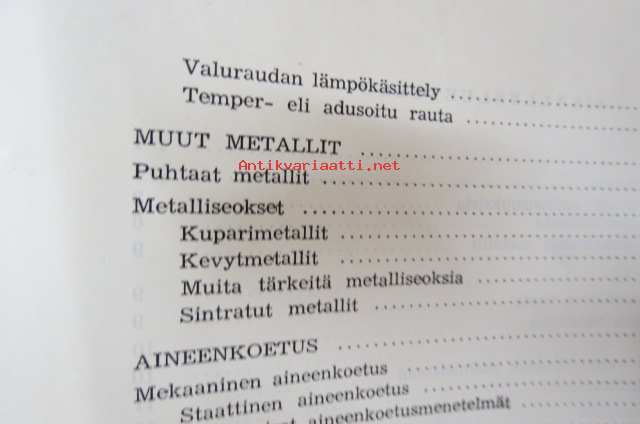 Valuraudan lämpökäsittely ....................
Temper- eli adusoitu rauta ....................
MUUT METALLIT ....................
Antikvariaatti.net
Puhtaat metallit ....................
Metalliseokset ....................
Kuparimetallit ....................
Kevytmetallit ....................
Muita tärkeitä metalliseoksia ....................
Sintratut metallit ....................
AINEENKOETUS ....................
Mekaaninen aineenkoetus ....................
Staattinen aineenkoetus ....................
aineenkoetusmenetelmät ....................